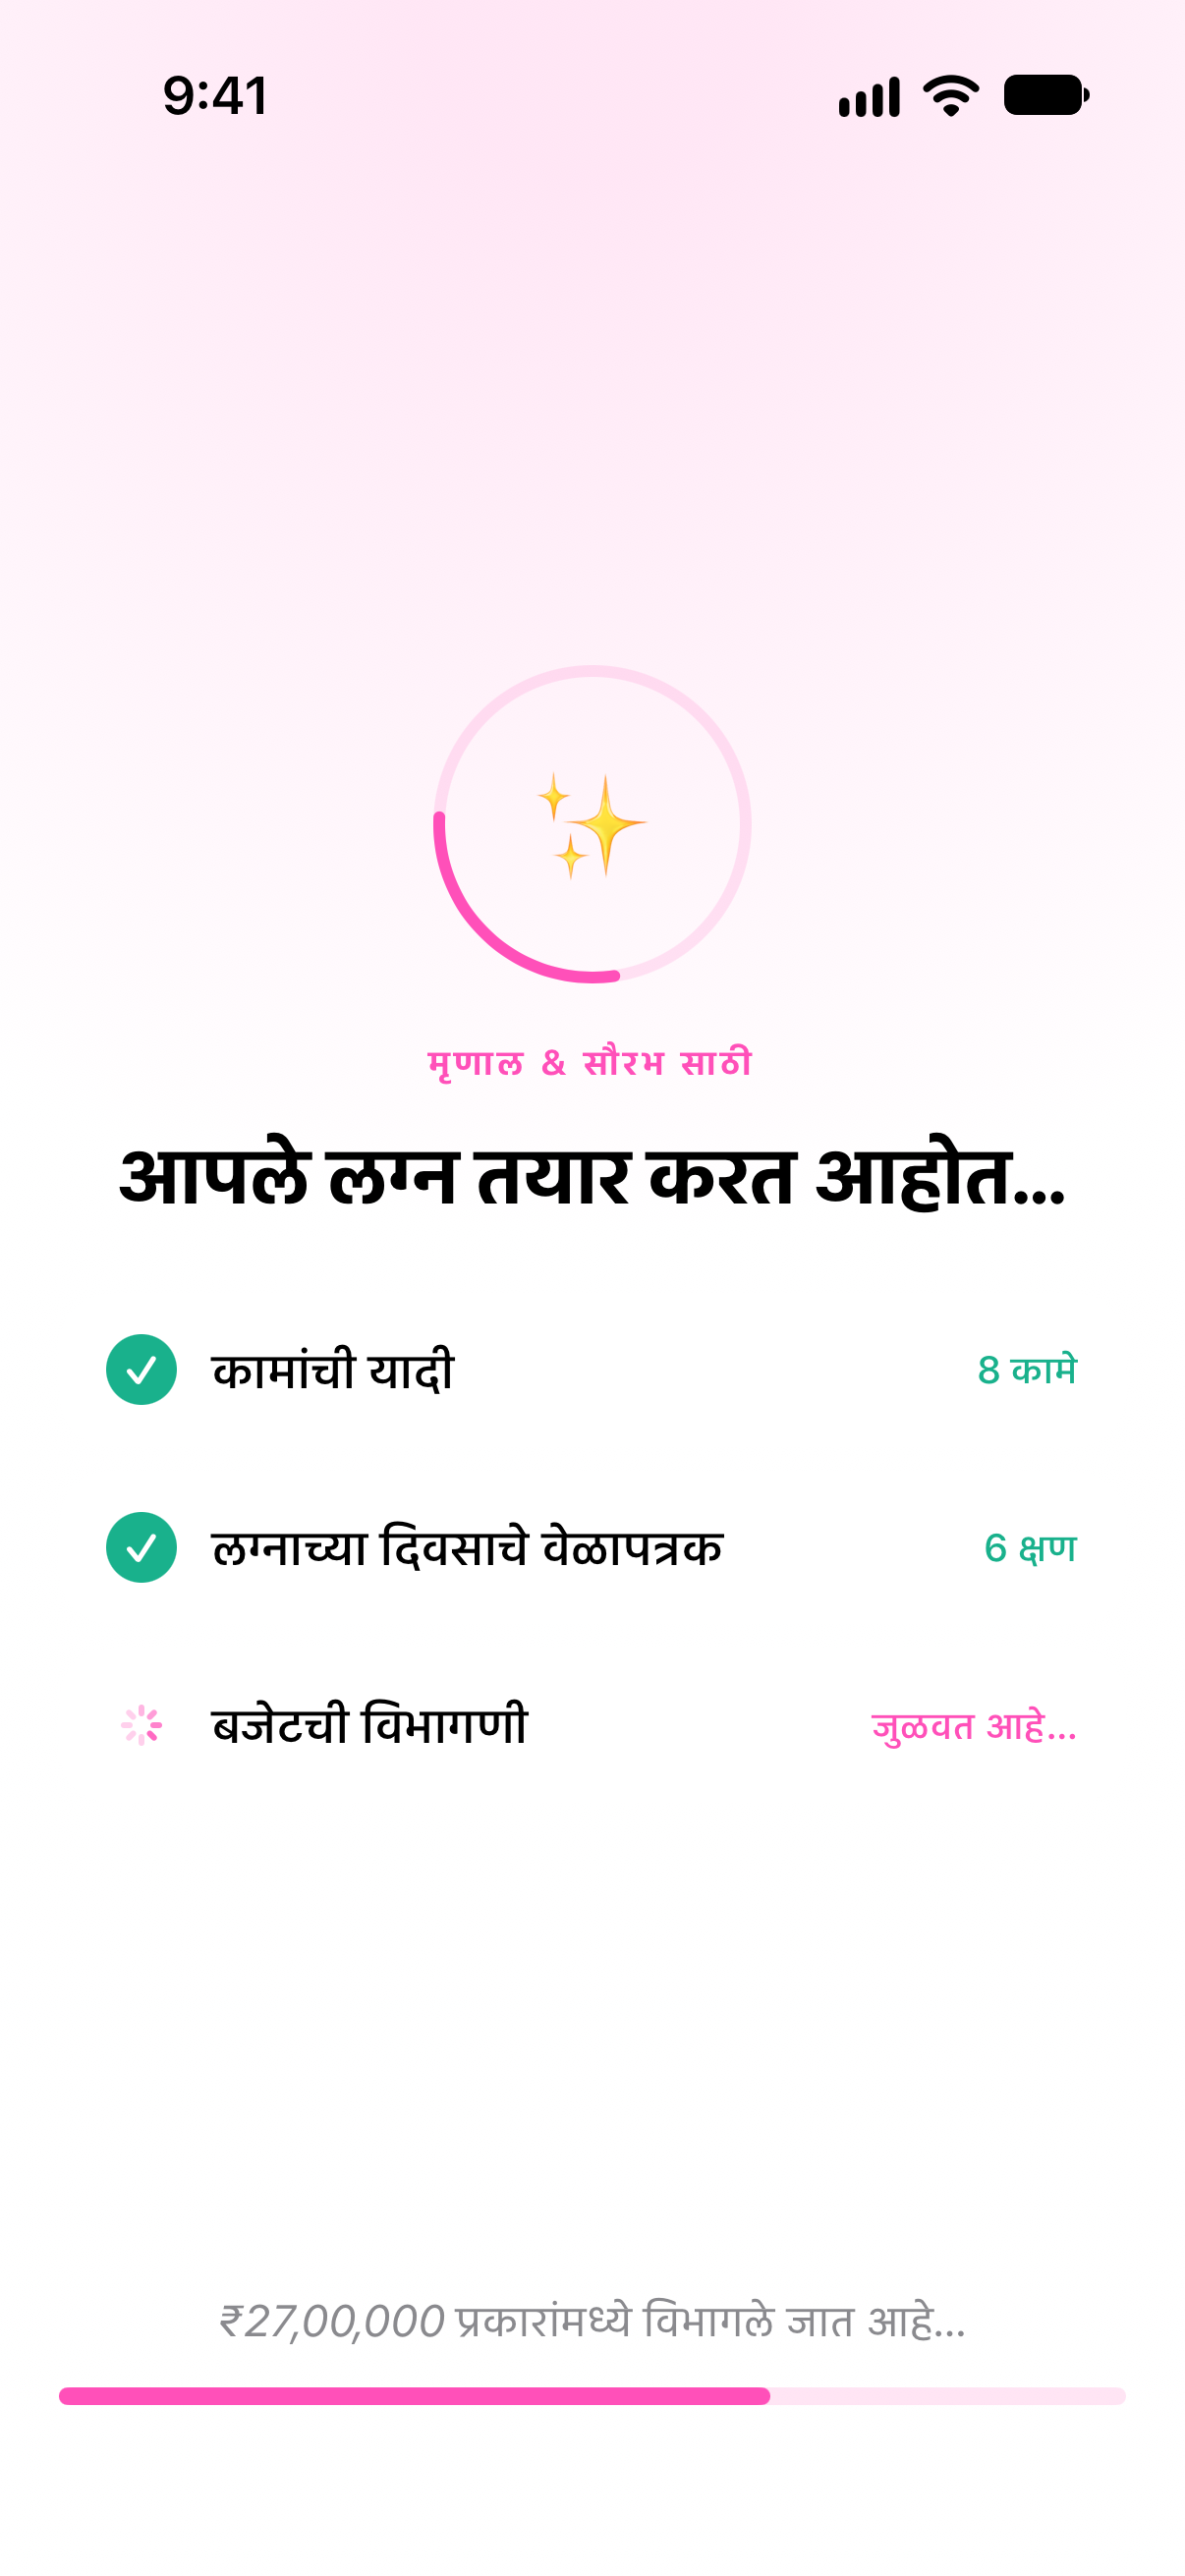 9:41
मृणाल & सौरभ साठी
आपले लग्न तयार करत आहोत...
कामांची यादी
8 कामे
लग्नाच्या दिवसाचे वेळापत्रक
6 क्षण
बजेटची विभागणी
जुळवत आहे...
₹27,00,000 प्रकारांमध्ये विभागले जात आहे...